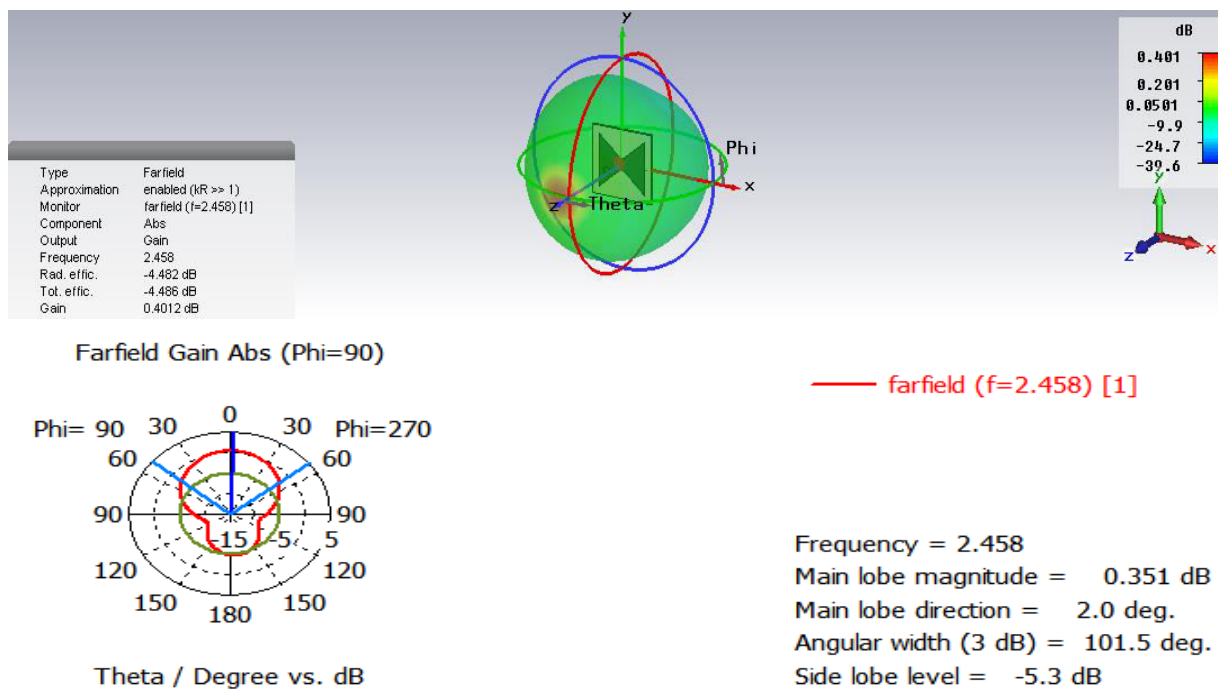 y
dB
0.401
0.201
0.0501
-9.9
-24.7
-39.6
Phi
x
z
Theta
y
x
z
Type Farfield
Approximation enabled (kR >> 1)
Monitor farfield (f=2.458) [1]
Component Abs
Output Gain
Frequency 2.458
Rad. effic. -4.482 dB
Tot. effic. -4.486 dB
Gain 0.4012 dB
Farfield Gain Abs (Phi=90)
farfield (f=2.458) [1]
0
Phi= 90 30 30 Phi=270
60 60
90 90
-15 -5 5
120 120
150 150
180
Theta / Degree vs. dB
Frequency = 2.458
Main lobe magnitude = 0.351 dB
Main lobe direction = 2.0 deg.
Angular width (3 dB) = 101.5 deg.
Side lobe level = -5.3 dB